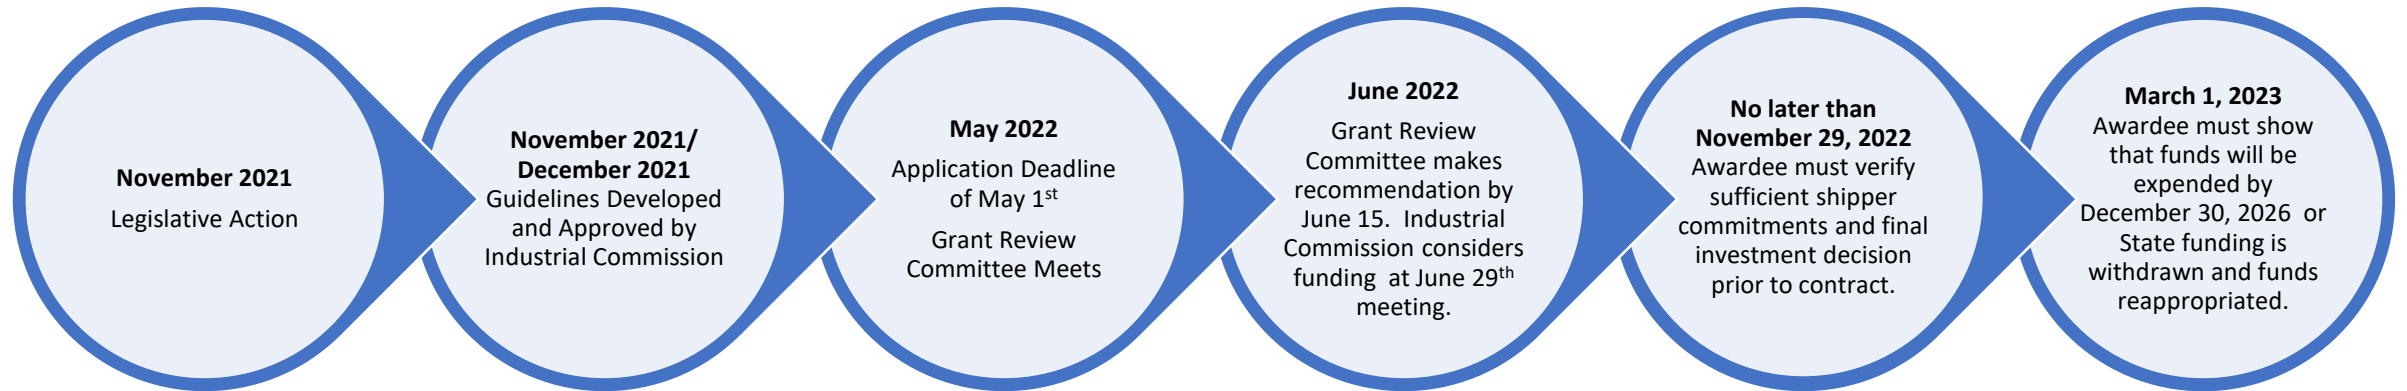 November 2021
Legislative Action
November 2021/
December 2021
Guidelines Developed
and Approved by
Industrial Commission
May 2022
Application Deadline
of May 1st
Grant Review
Committee Meets
June 2022
Grant Review
Committee makes
recommendation by
June 15.  Industrial
Commission considers
funding  at June 29th
meeting.
No later than
November 29, 2022
Awardee must verify
sufficient shipper
commitments and final
investment decision
prior to contract.
March 1, 2023
Awardee must show
that funds will be
expended by
December 30, 2026  or
State funding is
withdrawn and funds
reappropriated.